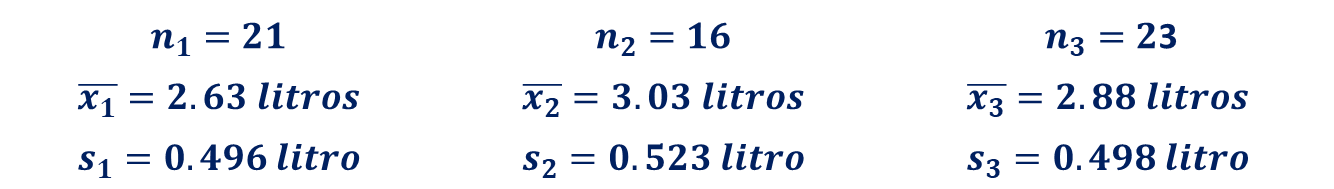 n₁ = 21 n₂ = 16 n₃ = 23
x̄₁ = 2.63 litros x̄₂ = 3.03 litros x̄₃ = 2.88 litros
s₁ = 0.496 litro s₂ = 0.523 litro s₃ = 0.498 litro